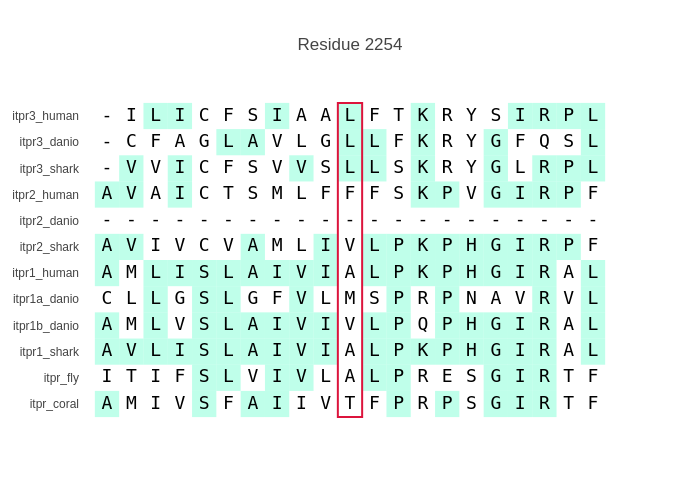 Residue 2254
itpr3_human - I L I C F S I A A L F T K R Y S I R P L
itpr3_danio - C F A G L A V L G L L F K R Y G F Q S L
itpr3_shark - V V I C F S V V S L L S K R Y G L R P L
itpr2_human A V A I C T S M L F F F S K P V G I R P F
itpr2_danio - - - - - - - - - - - - - - - - - - - - -
itpr2_shark A V I V C V A M L I V L P K P H G I R P F
itpr1_human A M L I S L A I V I A L P K P H G I R A L
itpr1a_danio C L L G S L G F V L M S P R P N A V R V L
itpr1b_danio A M L V S L A I V I V L P Q P H G I R A L
itpr1_shark A V L I S L A I V I A L P K P H G I R A L
itpr_fly I T I F S L V I V L A L P R E S G I R T F
itpr_coral A M I V S F A I I V T F P R P S G I R T F